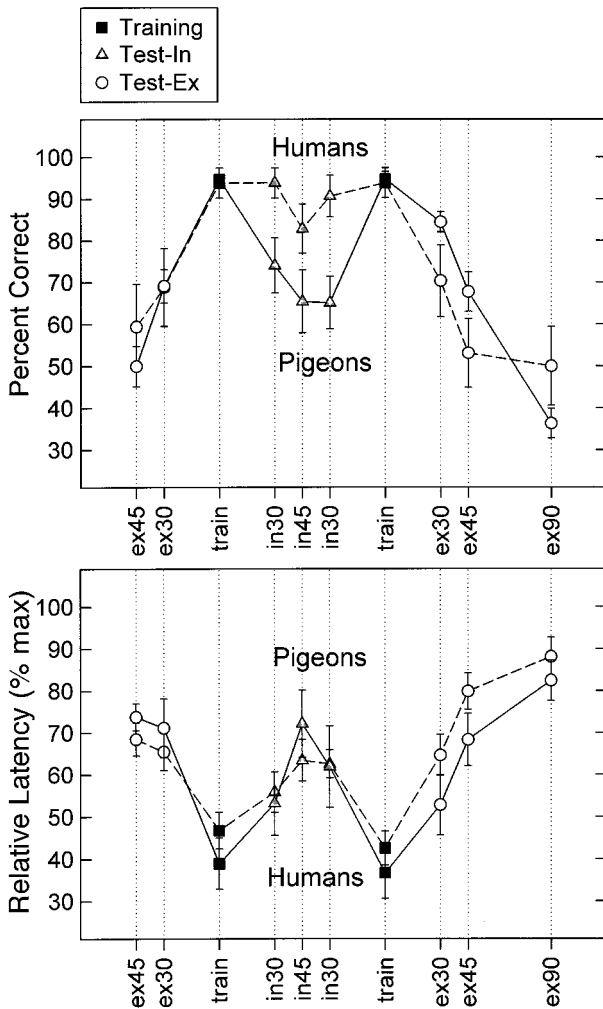 Training
Test-In
Test-Ex
Percent Correct
100
90
80
70
60
50
40
30
Humans
Pigeons
ex45
ex30
train
in30
in45
in30
train
ex30
ex45
ex90
Relative Latency (% max)
100
90
80
70
60
50
40
30
Pigeons
Humans
ex45
ex30
train
in30
in45
in30
train
ex30
ex45
ex90